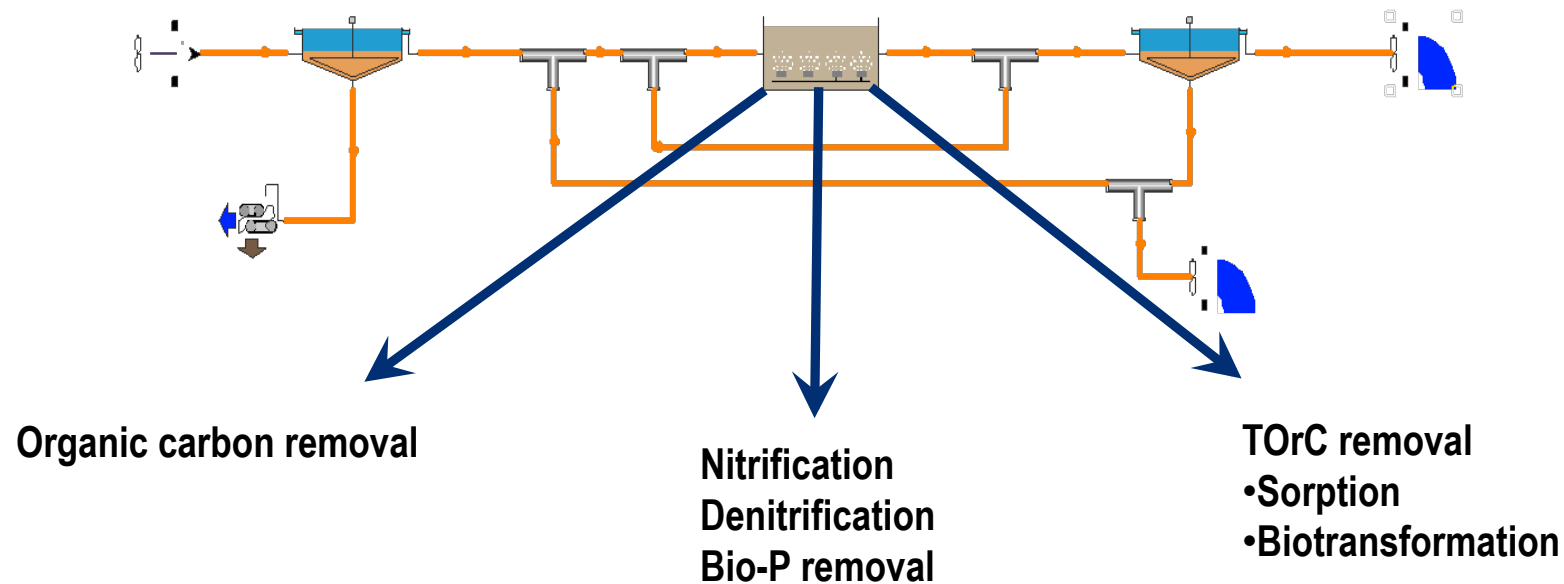 Organic carbon removal
Nitrification
Denitrification
Bio-P removal
TOrC removal
•Sorption
•Biotransformation